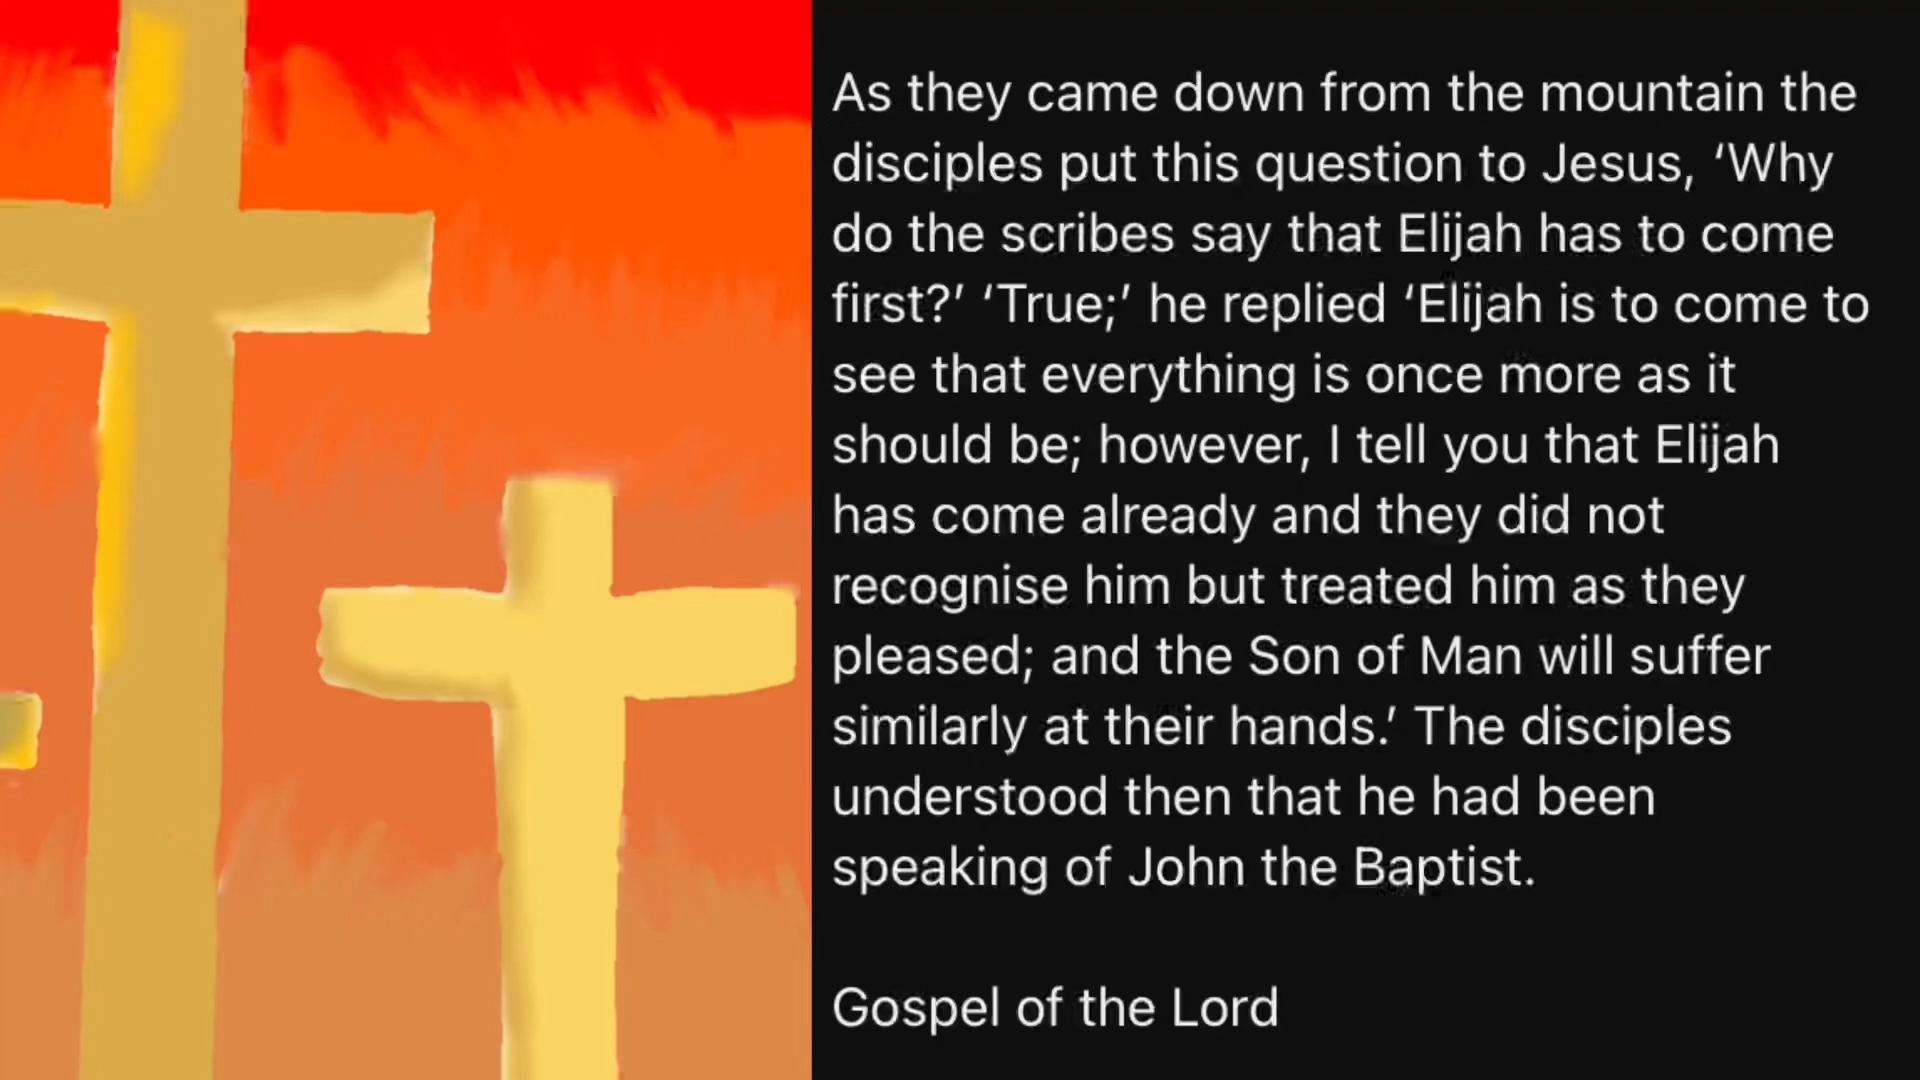 As they came down from the mountain the
disciples put this question to Jesus, ‘Why
do the scribes say that Elijah has to come
first?’ ‘True;’ he replied ‘Elijah is to come to
see that everything is once more as it
should be; however, I tell you that Elijah
has come already and they did not
recognise him but treated him as they
pleased; and the Son of Man will suffer
similarly at their hands.’ The disciples
understood then that he had been
speaking of John the Baptist.
Gospel of the Lord